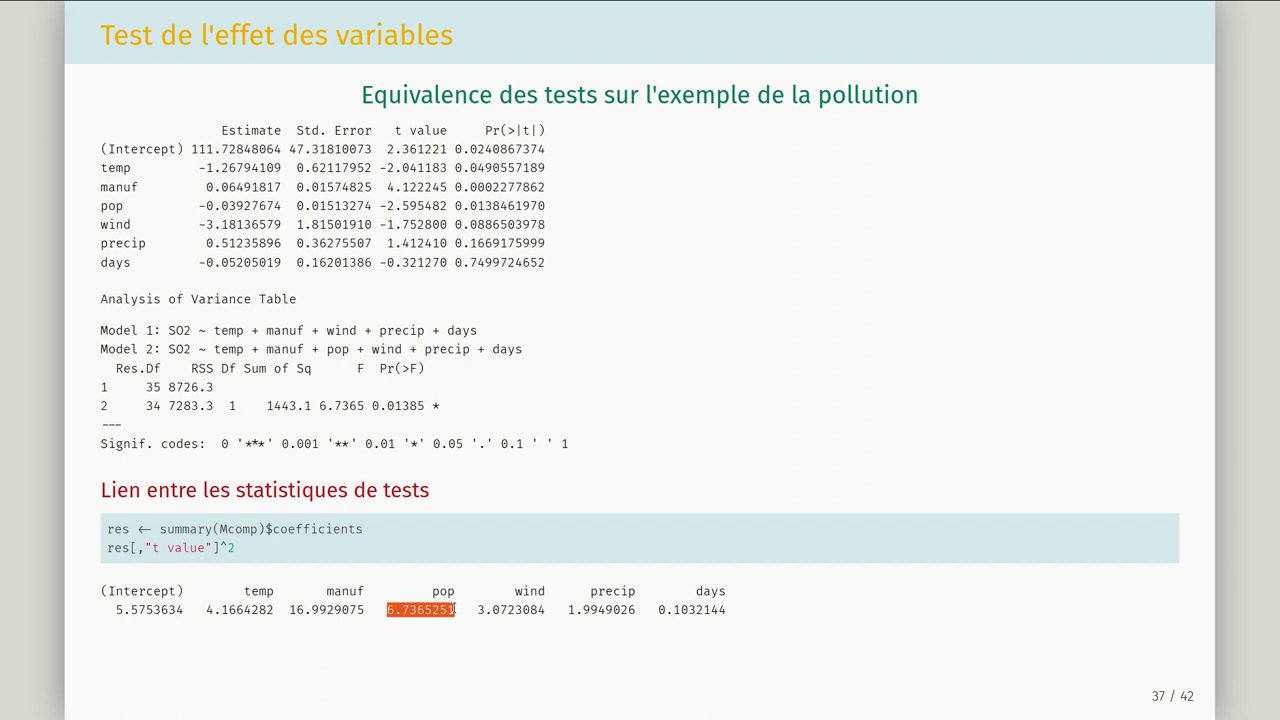 Test de l'effet des variables
Equivalence des tests sur l'exemple de la pollution
Estimate Std. Error t value Pr(>|t|)
(Intercept) 111.72848064 47.31810073 2.361221 0.0240867374
temp -1.26794109 0.62117952 -2.041183 0.0490557189
manuf 0.06491817 0.01574825 4.122245 0.0002277862
pop -0.03927674 0.01513274 -2.595482 0.0138461970
wind -3.18136579 1.81501910 -1.752800 0.0886503978
precip 0.51235896 0.36275507 1.412410 0.1669175999
days -0.05205019 0.16201386 -0.321270 0.7499724652
Analysis of Variance Table
Model 1: SO2 ~ temp + manuf + wind + precip + days
Model 2: SO2 ~ temp + manuf + pop + wind + precip + days
Res.Df RSS Df Sum of Sq F Pr(>F)
1 35 8726.3
2 34 7283.3 1 1443.1 6.7365 0.01385 *
---
Signif. codes: 0 '***' 0.001 '**' 0.01 '*' 0.05 '.' 0.1 ' ' 1
Lien entre les statistiques de tests
res <- summary(Mcomp)$coefficients
res[,"t value"]^2
(Intercept) temp manuf pop wind precip days
5.5753634 4.1664282 16.9929075 6.7365251 3.0723084 1.9949026 0.1032144
37 / 42